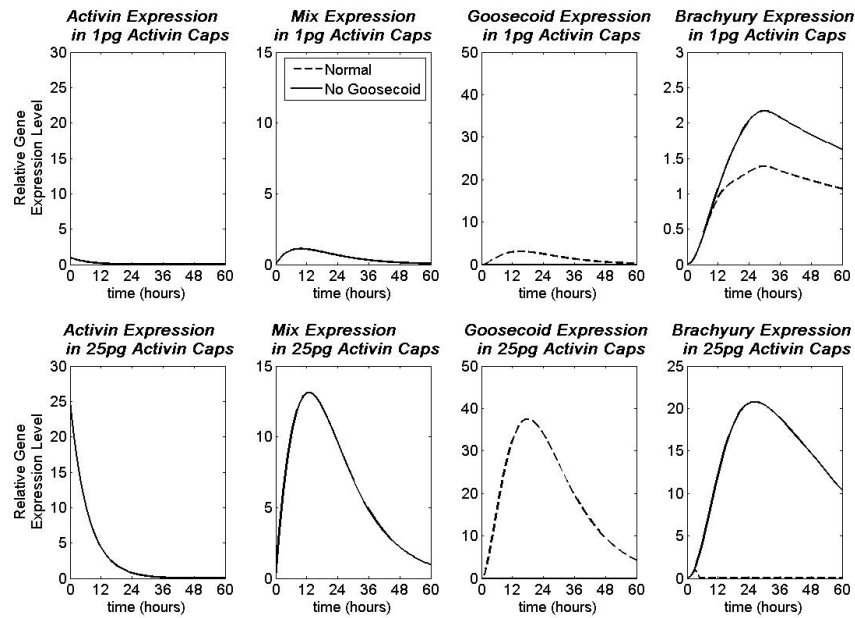 Activin Expression
in 1pg Activin Caps
Mix Expression
in 1pg Activin Caps
Goosecoid Expression
in 1pg Activin Caps
Brachyury Expression
in 1pg Activin Caps
Relative Gene
Expression Level
30
25
20
15
10
5
0
0 12 24 36 48 60
time (hours)
15
10
5
0
0 12 24 36 48 60
time (hours)
Normal
No Goosecoid
50
40
30
20
10
0
0 12 24 36 48 60
time (hours)
3
2.5
2
1.5
1
0.5
0
0 12 24 36 48 60
time (hours)
Activin Expression
in 25pg Activin Caps
Mix Expression
in 25pg Activin Caps
Goosecoid Expression
in 25pg Activin Caps
Brachyury Expression
in 25pg Activin Caps
Relative Gene
Expression Level
30
25
20
15
10
5
0
0 12 24 36 48 60
time (hours)
15
10
5
0
0 12 24 36 48 60
time (hours)
50
40
30
20
10
0
0 12 24 36 48 60
time (hours)
25
20
15
10
5
0
0 12 24 36 48 60
time (hours)